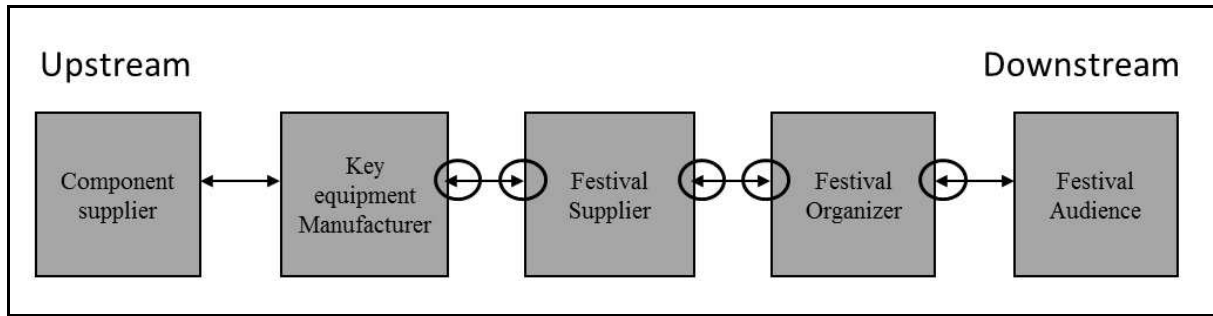 Upstream
Downstream
Component
supplier
Key
equipment
Manufacturer
Festival
Supplier
Festival
Organizer
Festival
Audience